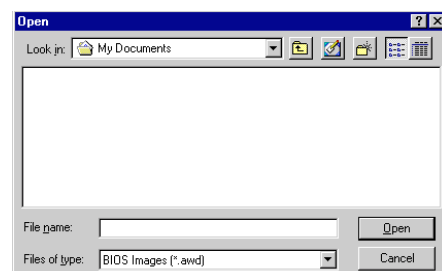 Open
Look in: My Documents
File name: Open
Files of type: BIOS Images (*.awd) Cancel